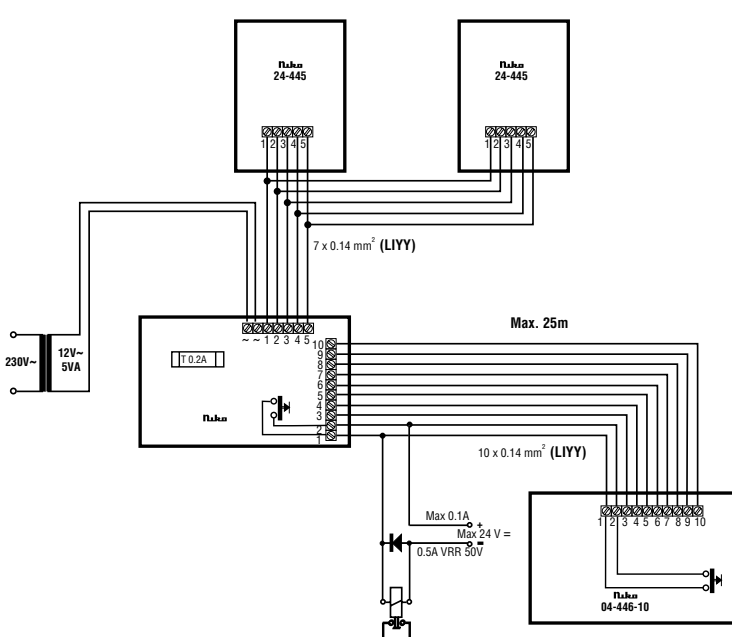 Niko
24-445
1 2 3 4 5
Niko
24-445
1 2 3 4 5
7 x 0.14 mm² (LIYY)
230V~
12V~
5VA
~ ~ 1 2 3 4 5
T 0.2A
Niko
10
9
8
7
6
5
4
3
2
1
Max. 25m
10 x 0.14 mm² (LIYY)
Max 0.1A
+
Max 24 V =
-
0.5A VRR 50V
1 2 3 4 5 6 7 8 9 10
Niko
04-446-10